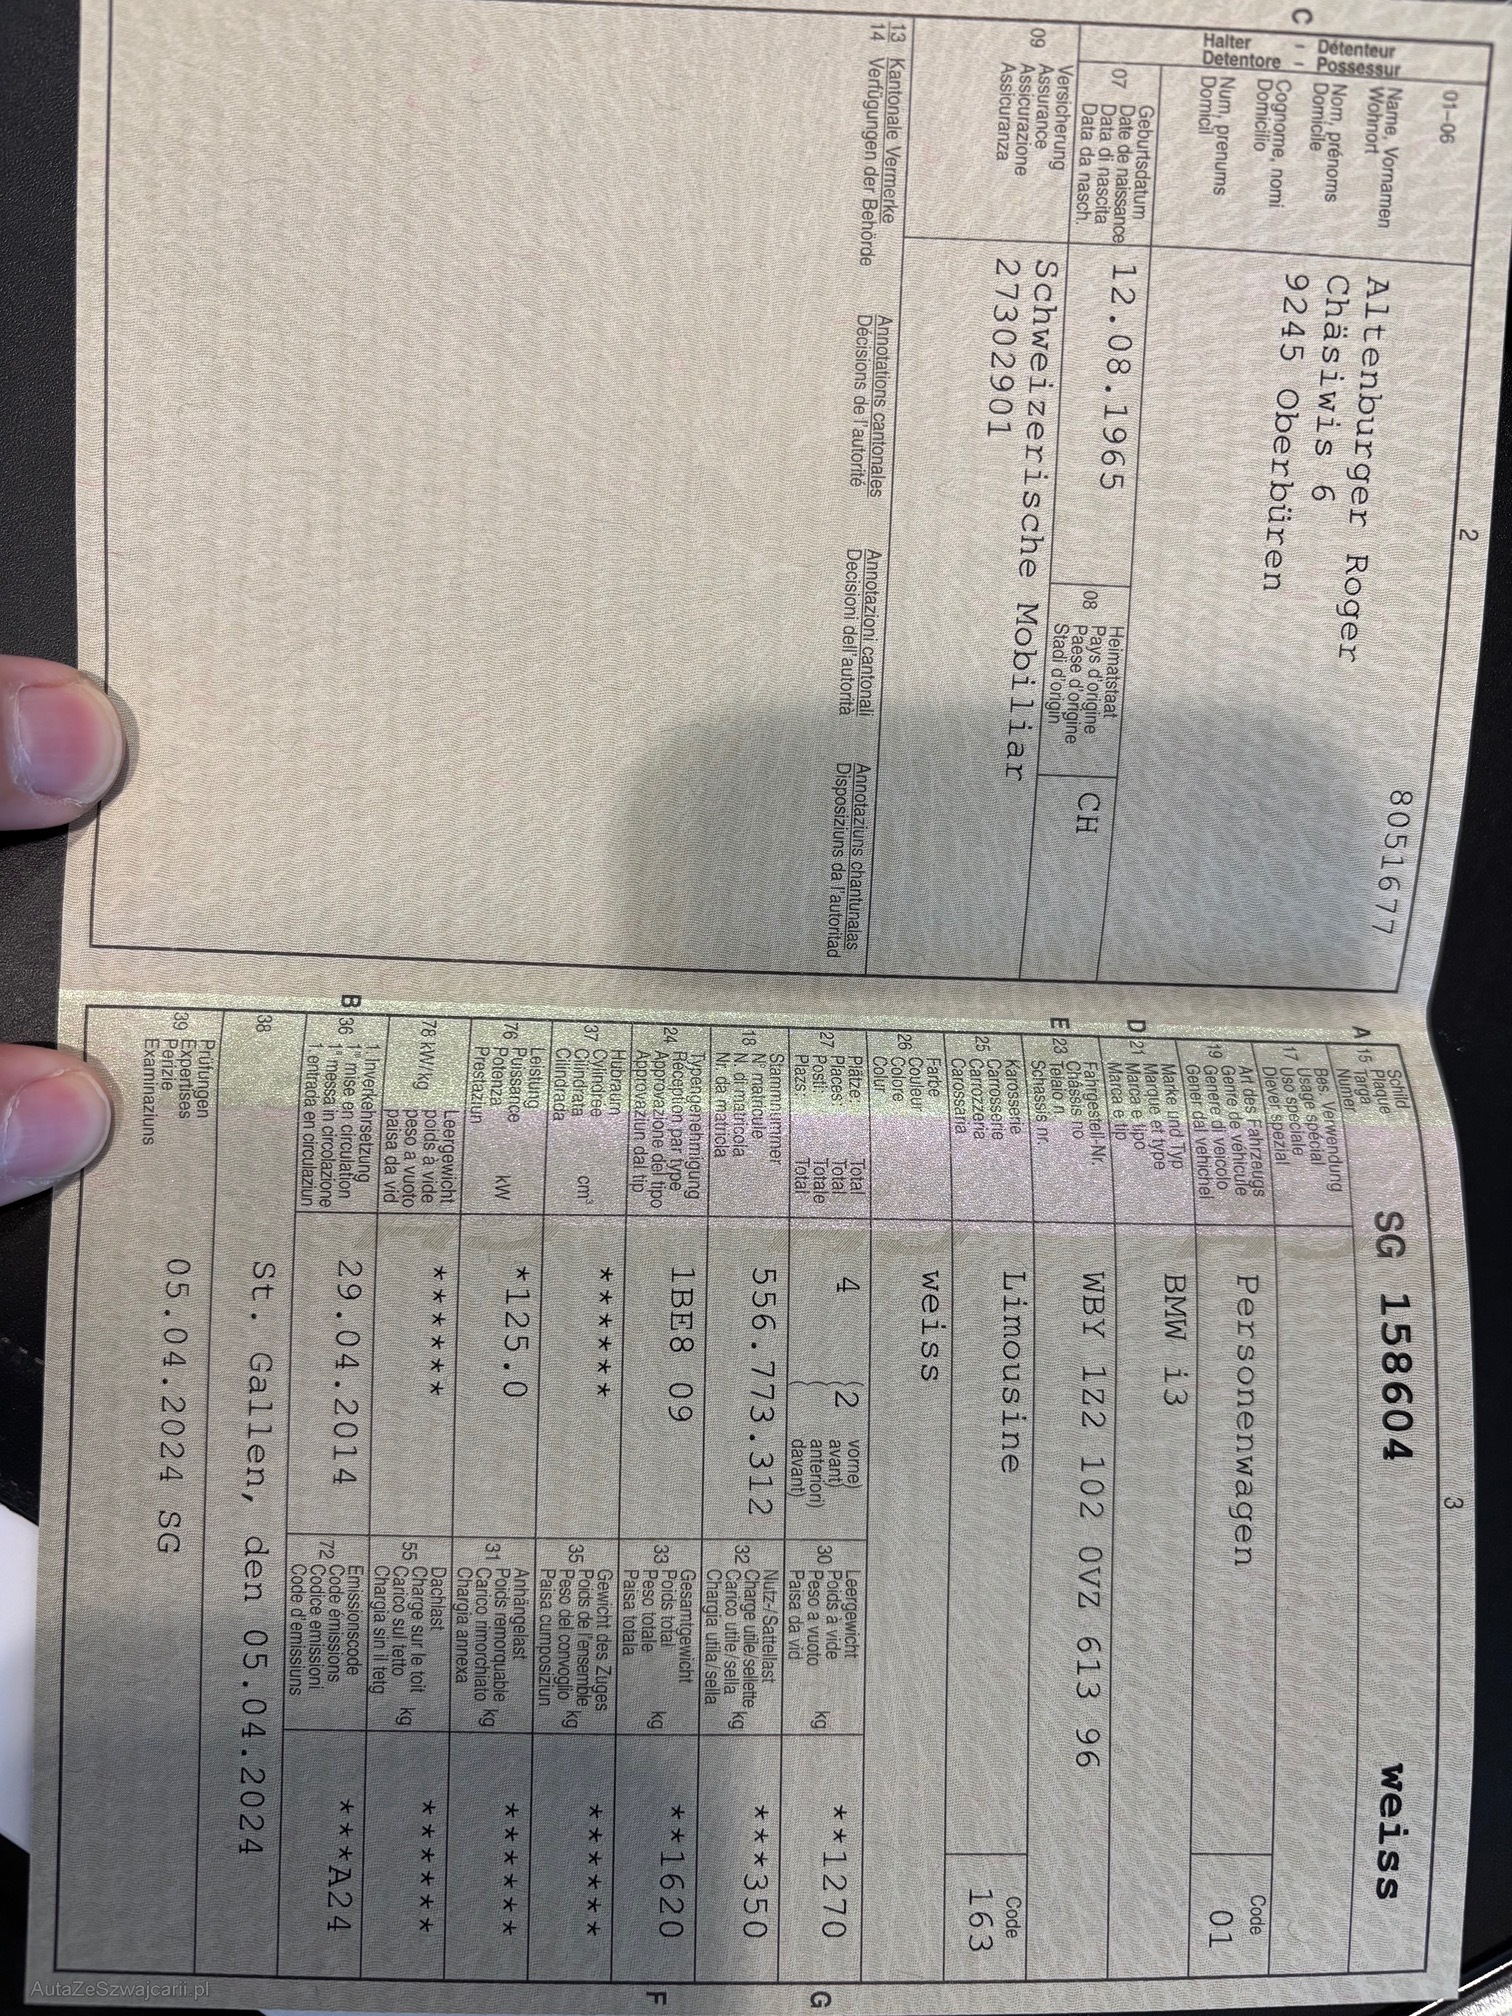 2
01–06
8051677
C - Détenteur - Possessur
Halter
Detentore
Name, Vornamen
Wohnort
Nom, prénoms
Domicile
Cognome, nomi
Domicilio
Num, prenums
Domicil
Altenburger Roger
Chäsiwis 6
9245 Oberbüren
07
Geburtsdatum
Date de naissance
Data di nascita
Data da nasch.
12.08.1965
08
Heimatstaat
Pays d'origine
Paese d'origine
Stadi d'origin
CH
09
Versicherung
Assurance
Assicurazione
Assicuranza
Schweizerische Mobiliar
27302901
13 Kantonale Vermerke Annotations cantonales Annotazioni cantonali Annotaziuns chantunalas
14 Verfügungen der Behörde Décisions de l'autorité Decisioni dell'autorità Disposiziuns da l'autoritad
3
A
15
Schild
Plaque
Targa
Numer
SG 158604 weiss
17
Bes. Verwendung
Usage spécial
Uso speciale
Diever spezial
19
Art des Fahrzeugs
Genre de véhicule
Genere di veicolo
Gener dal vehichel
Personenwagen
Code
01
D 21
Marke und Typ
Marque et type
Marca e tipo
Marca e tip
BMW i3
E 23
Fahrgestell-Nr.
Châssis no
Telaio n.
Schassis nr.
WBY 1Z2 102 0VZ 613 96
25
Karosserie
Carrosserie
Carrozzeria
Carossaria
Limousine
Code
163
26
Farbe
Couleur
Colore
Colur
weiss
27
Plätze: Total
Places: Total
Posti: Totale
Plazs: Total
4
(2 vorne)
avant)
anteriori)
(davant)
30
Leergewicht
Poids à vide
Peso a vuoto
Paisa da vid
kg
**1270
G
18
Stammnummer
N° matricule
N. di matricola
Nr. da matricla
556.773.312
32
Nutz-/Sattellast
Charge utile/sellette
Carico utile/sella
Chargia utila/sella
kg
***350
24
Typengenehmigung
Réception par type
Approvazione del tipo
Approvaziun dal tip
1BE8 09
33
Gesamtgewicht
Poids total
Peso totale
Paisa totala
kg
**1620
F
37
Hubraum
Cylindrée
Cilindrata
Cilindrada
cm³
******
35
Gewicht des Zuges
Poids de l'ensemble
Peso del convoglio
Paisa cumposiziun
kg
******
76
Leistung
Puissance
Potenza
Prestaziun
kW
*125.0
31
Anhängelast
Poids remorquable
Carico rimorchiato
Chargia annexa
kg
******
78 kW/kg
Leergewicht
poids à vide
peso a vuoto
paisa da vid
******
55
Dachlast
Charge sur le toit
Carico sul tetto
Chargia sin il tetg
kg
******
B 36
1. Inverkehrsetzung
1re mise en circulation
1a messa in circolazione
1. entrada en circulaziun
29.04.2014
72
Emissionscode
Code émissions
Codice emissioni
Code d'emissiuns
***A24
38
St. Gallen, den 05.04.2024
39
Prüfungen
Expertises
Perizie
Examinaziuns
05.04.2024 SG
AutaZeSzwajcarii.pl